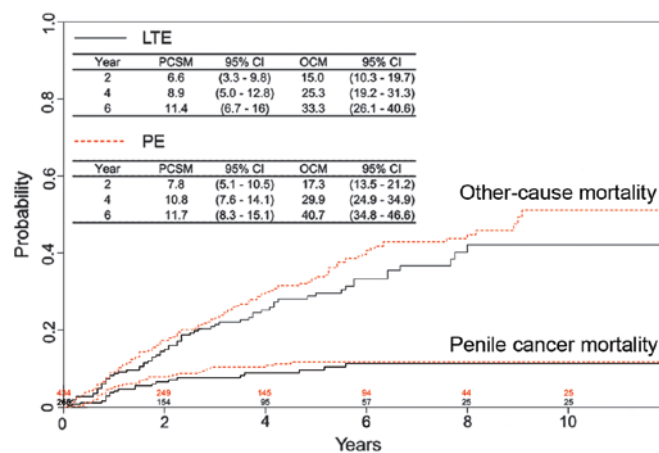 LTE
Year PCSM 95% CI OCM 95% CI
2 6.6 (3.3 - 9.8) 15.0 (10.3 - 19.7)
4 8.9 (5.0 - 12.8) 25.3 (19.2 - 31.3)
6 11.4 (6.7 - 16) 33.3 (26.1 - 40.6)
PE
Year PCSM 95% CI OCM 95% CI
2 7.8 (5.1 - 10.5) 17.3 (13.5 - 21.2)
4 10.8 (7.6 - 14.1) 29.9 (24.9 - 34.9)
6 11.7 (8.3 - 15.1) 40.7 (34.8 - 46.6)
1.0
0.8
0.6
0.4
0.2
0
Probability
Other-cause mortality
Penile cancer mortality
434 249 145 94 44 25
154 95 57 25 25
0 2 4 6 8 10
Years